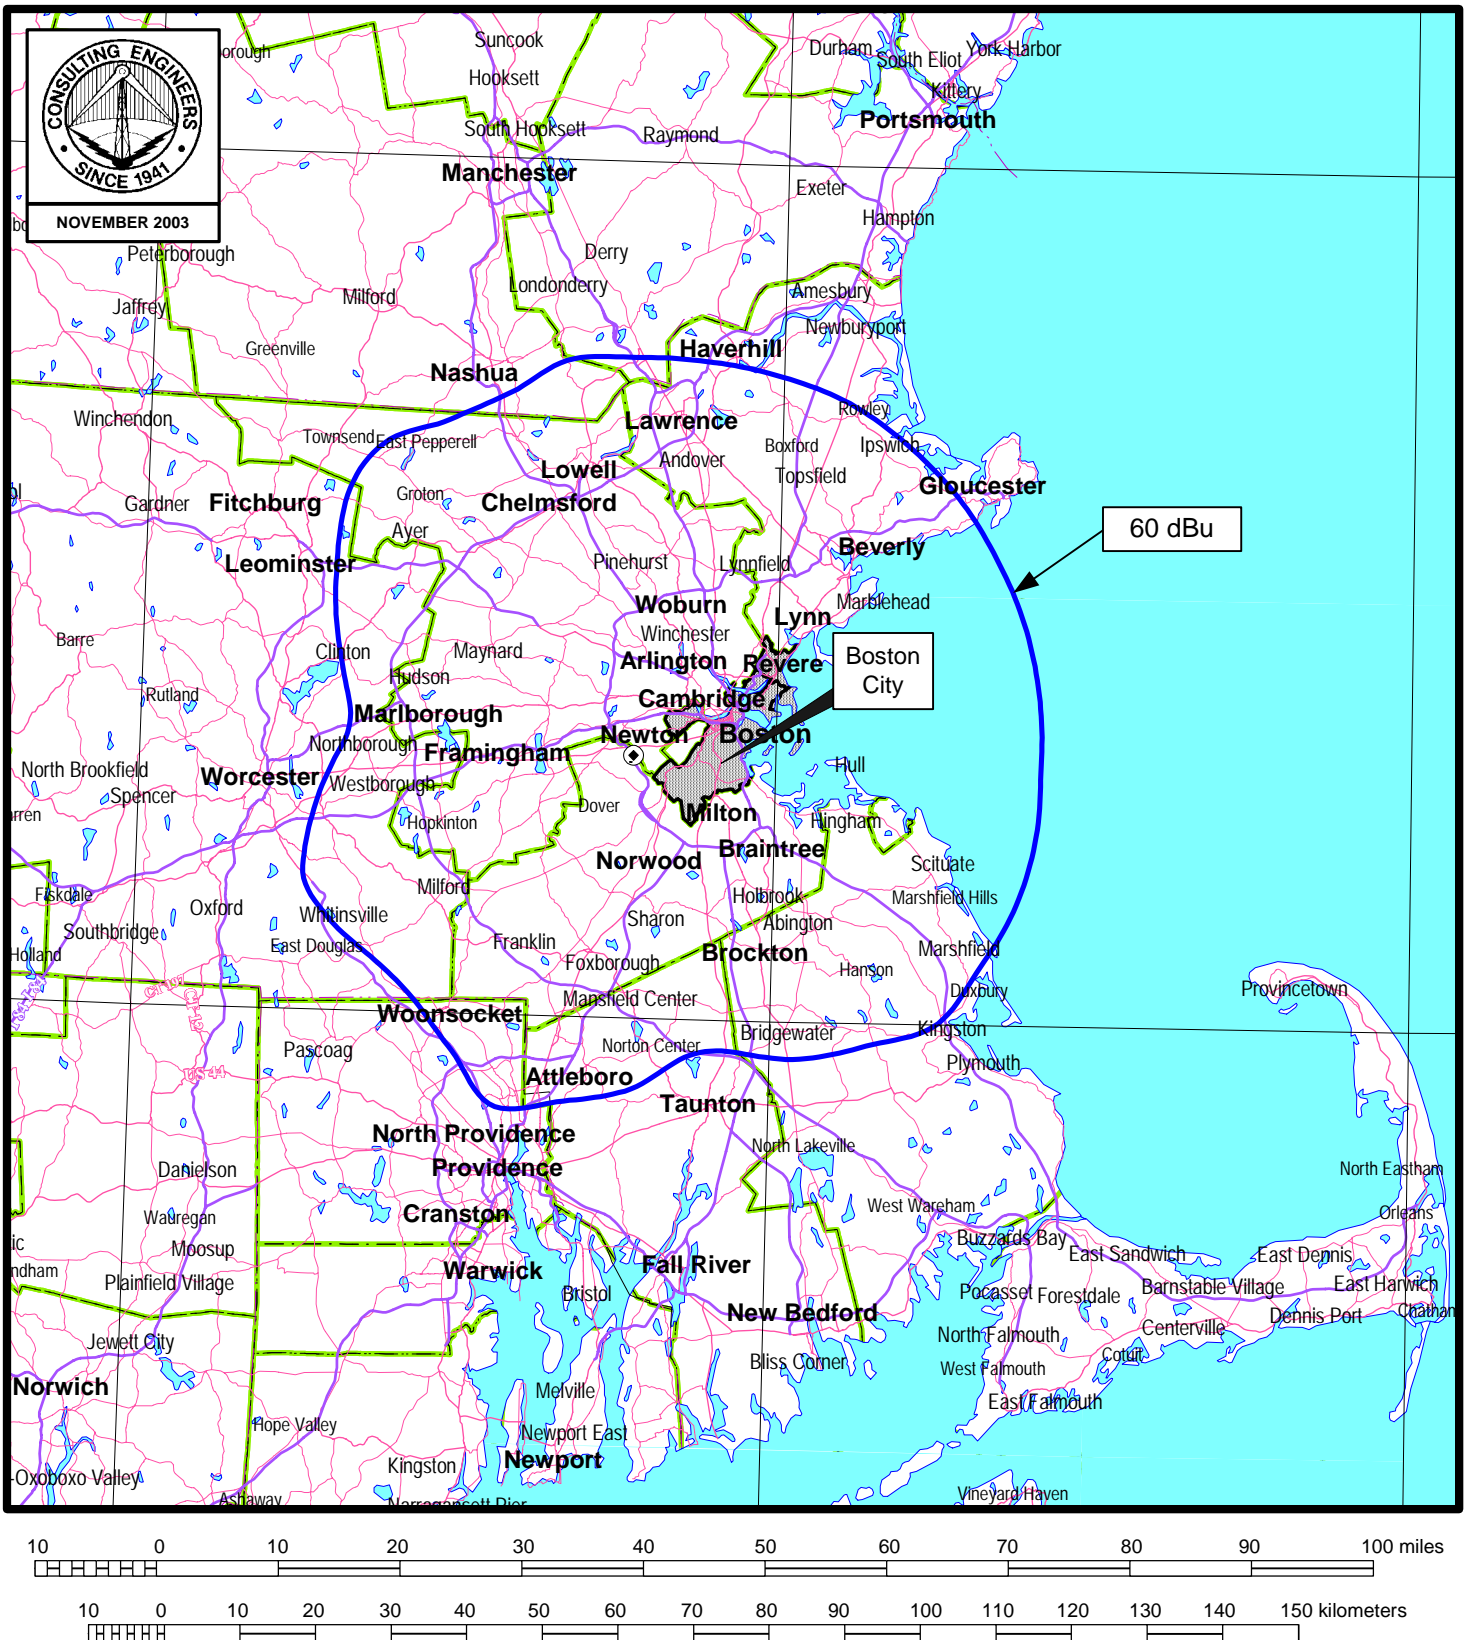 CONSULTING ENGINEERS
SINCE 1941
NOVEMBER 2003
Suncook
Durham
York Harbor
South Eliot
Hooksett
Kittery
Portsmouth
South Hooksett
Raymond
Manchester
Exeter
Hampton
Peterborough
Derry
Londonderry
Amesbury
Milford
Jaffrey
Newburyport
Greenville
Haverhill
Nashua
Rowley
Winchendon
Lawrence
Townsend
East Pepperell
Boxford
Ipswich
Andover
Lowell
Topsfield
Gloucester
Groton
Gardner
Fitchburg
Chelmsford
60 dBu
Ayer
Beverly
Leominster
Pinehurst
Lynnfield
Marblehead
Woburn
Lynn
Winchester
Barre
Clinton
Maynard
Arlington
Revere
Boston
City
Hudson
Rutland
Cambridge
Marlborough
Newton
Boston
Northborough
Framingham
Hull
North Brookfield
Worcester
Westborough
Spencer
Dover
Hopkinton
Milton
Hingham
Braintree
Norwood
Scituate
Milford
Fiskdale
Holbrook
Marshfield Hills
Oxford
Whitinsville
Sharon
Abington
Southbridge
East Douglas
Franklin
Marshfield
Holland
Brockton
Foxborough
Hanson
Provincetown
Duxbury
Mansfield Center
Woonsocket
Kingston
Bridgewater
Pascoag
Norton Center
Plymouth
US-44
Attleboro
Taunton
North Providence
North Lakeville
Providence
Danielson
North Eastham
West Wareham
Cranston
Wauregan
Orleans
Buzzards Bay
Moosup
East Sandwich
East Dennis
Warwick
Fall River
Plainfield Village
Barnstable Village
East Harwich
Bristol
Pocasset
Forestdale
New Bedford
Dennis Port
Chatham
Centerville
North Falmouth
Jewett City
Cotuit
Bliss Corner
West Falmouth
Norwich
Melville
East Falmouth
Hope Valley
Newport East
Newport
Kingston
-Oxoboxo Valley
Vineyard Haven
Ashaway
Narragansett Pier
10 0 10 20 30 40 50 60 70 80 90 100 miles
10 0 10 20 30 40 50 60 70 80 90 100 110 120 130 140 150 kilometers